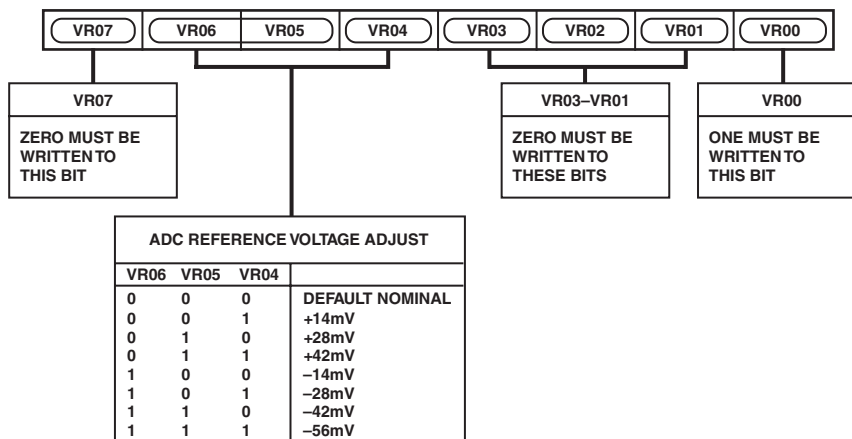 VR07 VR06 VR05 VR04 VR03 VR02 VR01 VR00
VR07
ZERO MUST BE
WRITTEN TO
THIS BIT
VR03–VR01
ZERO MUST BE
WRITTEN TO
THESE BITS
VR00
ONE MUST BE
WRITTEN TO
THIS BIT
ADC REFERENCE VOLTAGE ADJUST
VR06 VR05 VR04
0 0 0 DEFAULT NOMINAL
0 0 1 +14mV
0 1 0 +28mV
0 1 1 +42mV
1 0 0 –14mV
1 0 1 –28mV
1 1 0 –42mV
1 1 1 –56mV